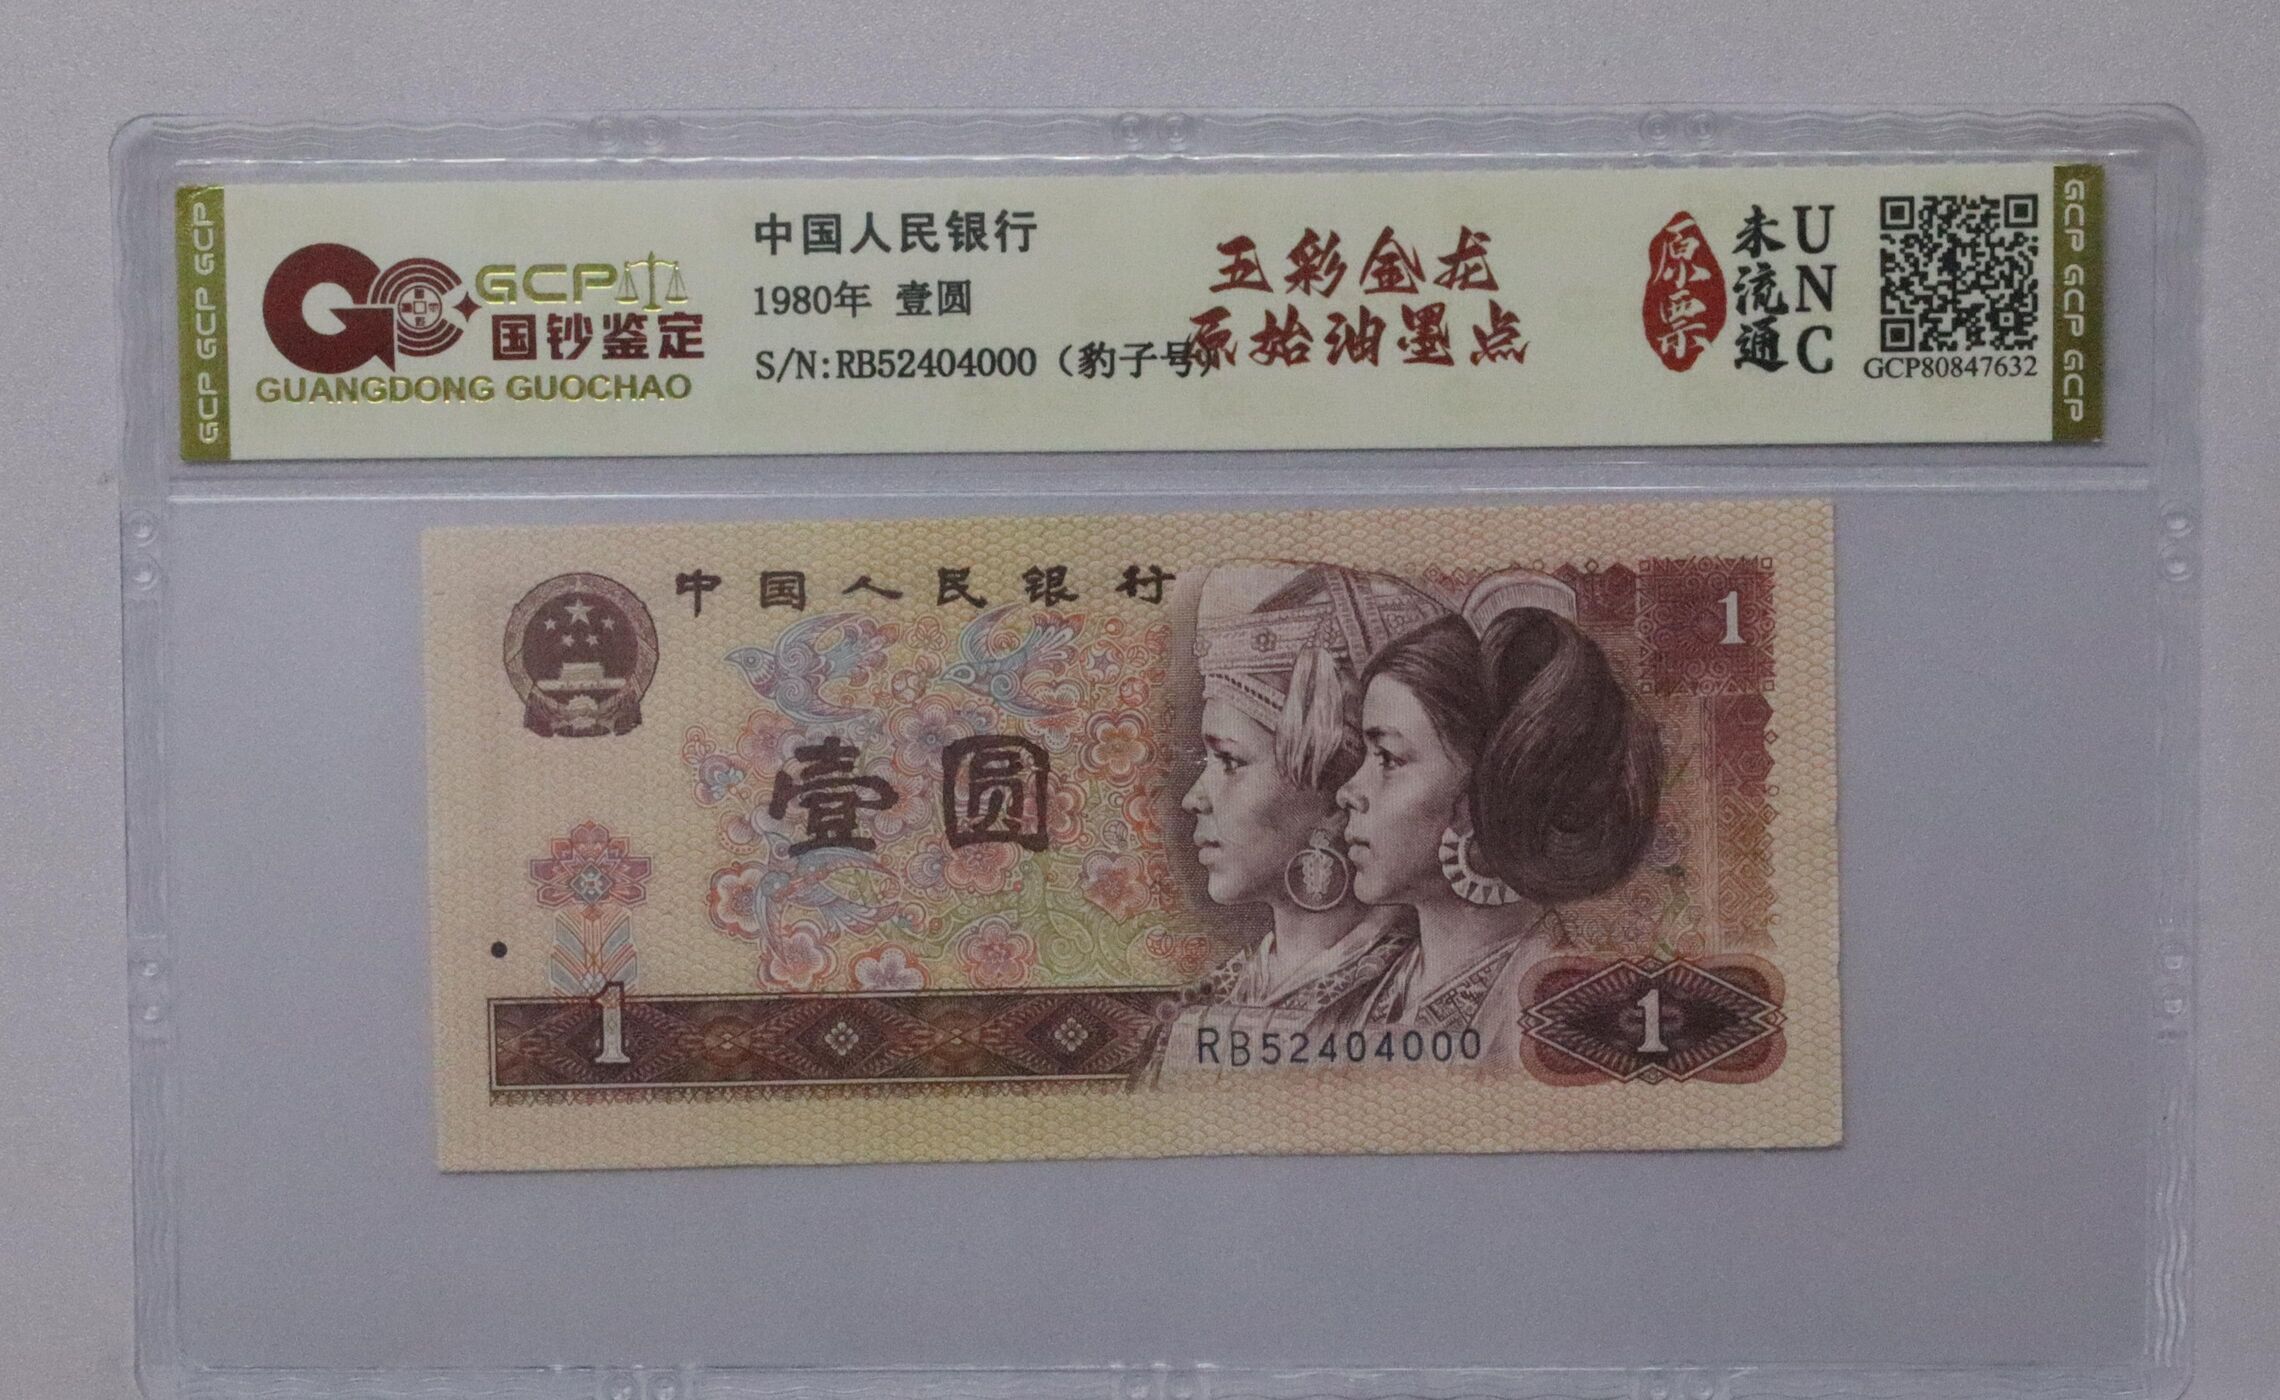 GCP GCP GCP
GCP
国钞鉴定
GUANGDONG GUOCHAO
中国人民银行
1980年 壹圆
S/N:RB52404000（豹子号）
五彩金龙
原始油墨点
原票
未流通
UNC
GCP80847632
GCP GCP GCP
中国人民银行
1
壹圆
1
RB52404000
1